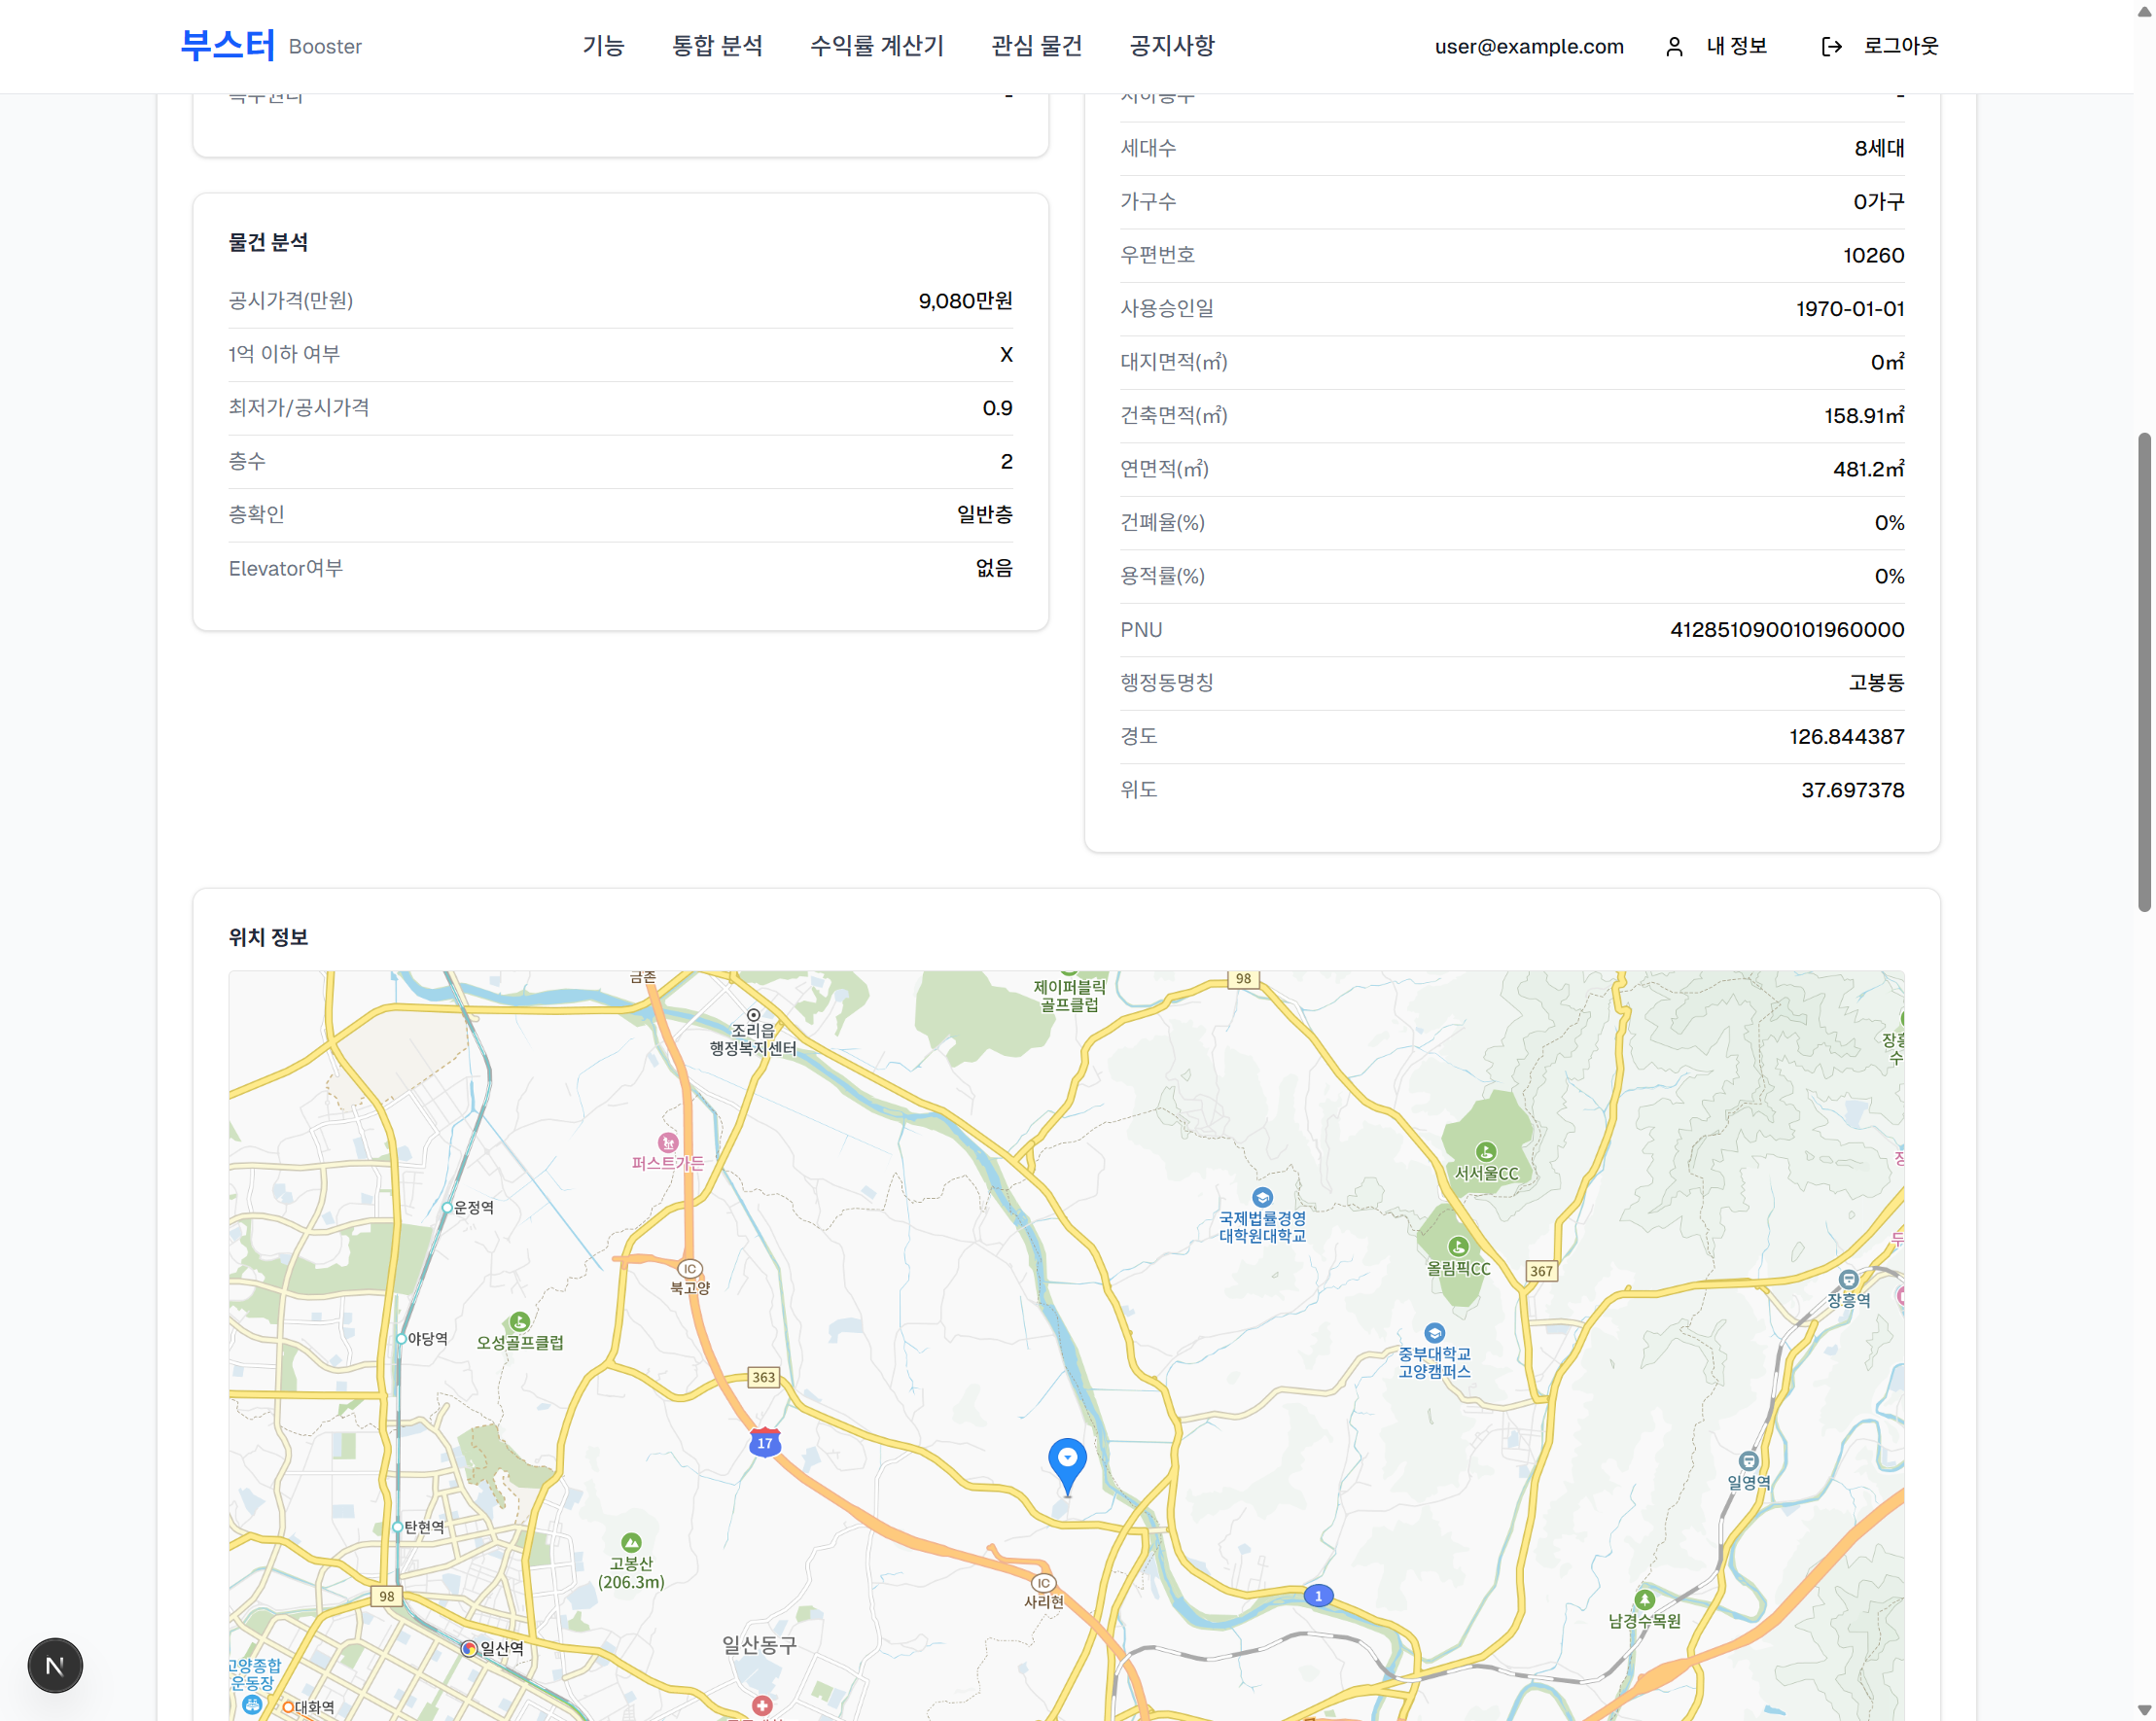 부스터 Booster
기능
통합 분석
수익률 계산기
관심 물건
공지사항
user@example.com
내 정보
로그아웃
-
물건 분석
공시가격(만원) 9,080만원
1억 이하 여부 X
최저가/공시가격 0.9
층수 2
층확인 일반층
Elevator여부 없음
-
세대수 8세대
가구수 0가구
우편번호 10260
사용승인일 1970-01-01
대지면적(㎡) 0㎡
건축면적(㎡) 158.91㎡
연면적(㎡) 481.2㎡
건폐율(%) 0%
용적률(%) 0%
PNU 4128510900101960000
행정동명칭 고봉동
경도 126.844387
위도 37.697378
위치 정보
금촌
제이퍼블릭
골프클럽
98
조리읍
행정복지센터
장흥
수
퍼스트가든
서서울CC
운정역
국제법률경영
대학원대학교
두
IC
북고양
올림픽CC
367
장흥역
오성골프클럽
야당역
중부대학교
고양캠퍼스
363
17
일영역
탄현역
고봉산
(206.3m)
98
IC
사리현
1
남경수목원
일산동구
일산역
고양종합
운동장
대화역
N